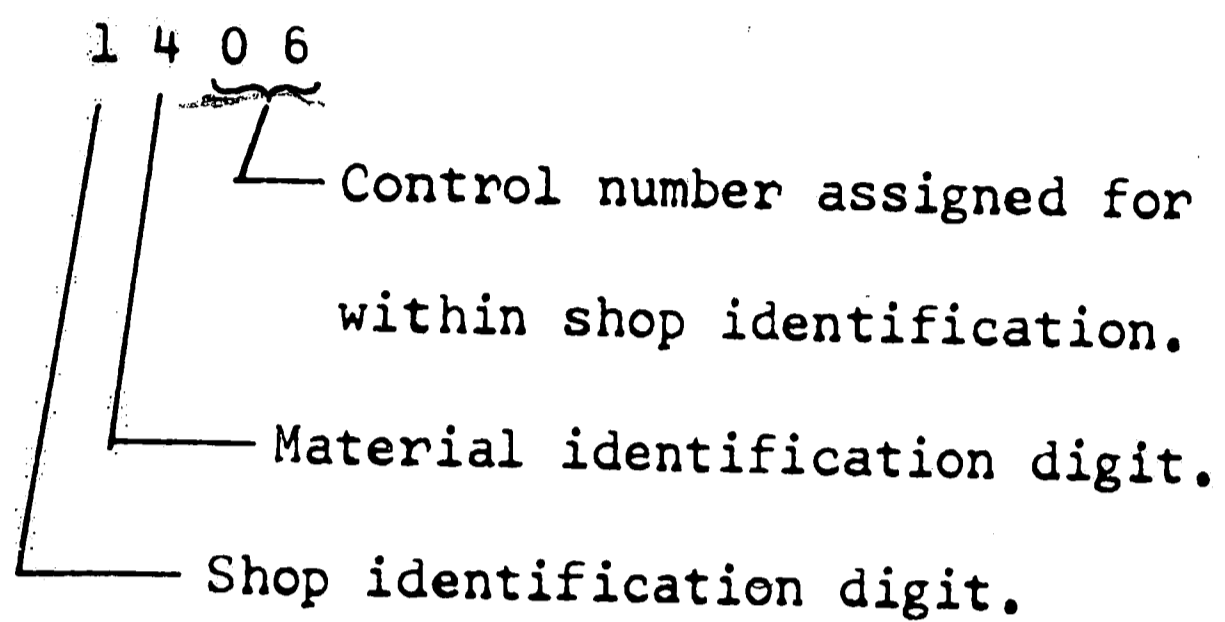 1 4 0 6
Control number assigned for
within shop identification.
Material identification digit.
Shop identification digit.